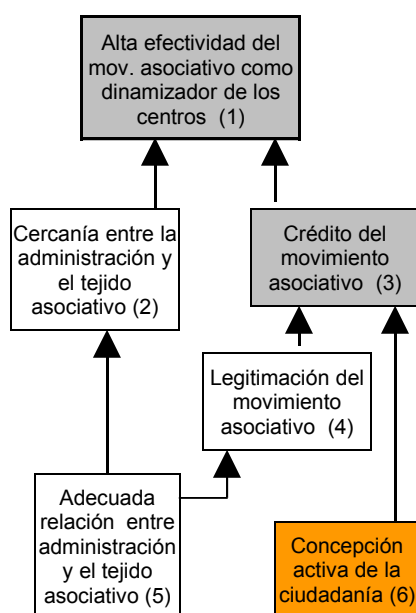 Alta efectividad del
mov. asociativo como
dinamizador de los
centros (1)
Cercanía entre la
administración y
el tejido
asociativo (2)
Crédito del
movimiento
asociativo (3)
Legitimación del
movimiento
asociativo (4)
Adecuada
relación entre
administración
y el tejido
asociativo (5)
Concepción
activa de la
ciudadanía (6)